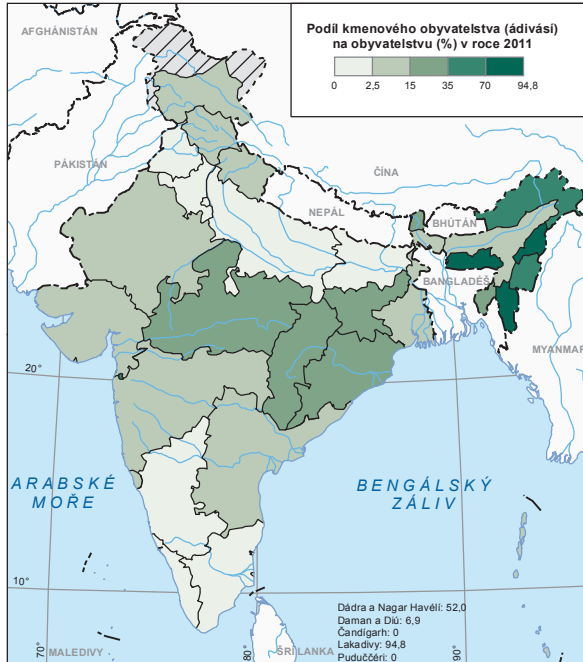 AFGHÁNISTÁN
Podíl kmenového obyvatelstva (ádivásí)
na obyvatelstvu (%) v roce 2011
0 2,5 15 35 70 94,8
PÁKISTÁN
ČÍNA
NEPÁL
BHÚTÁN
BANGLADÉŠ
MYANMAR
20°
ARABSKÉ
MOŘE
BENGÁLSKÝ
ZÁLIV
10°
Dádra a Nagar Havélí: 52,0
Daman a Diú: 6,9
Čandígarh: 0
Lakadivy: 94,8
Puduččéri: 0
70°
MALEDIVY
80°
ŠRÍ LANKA
90°